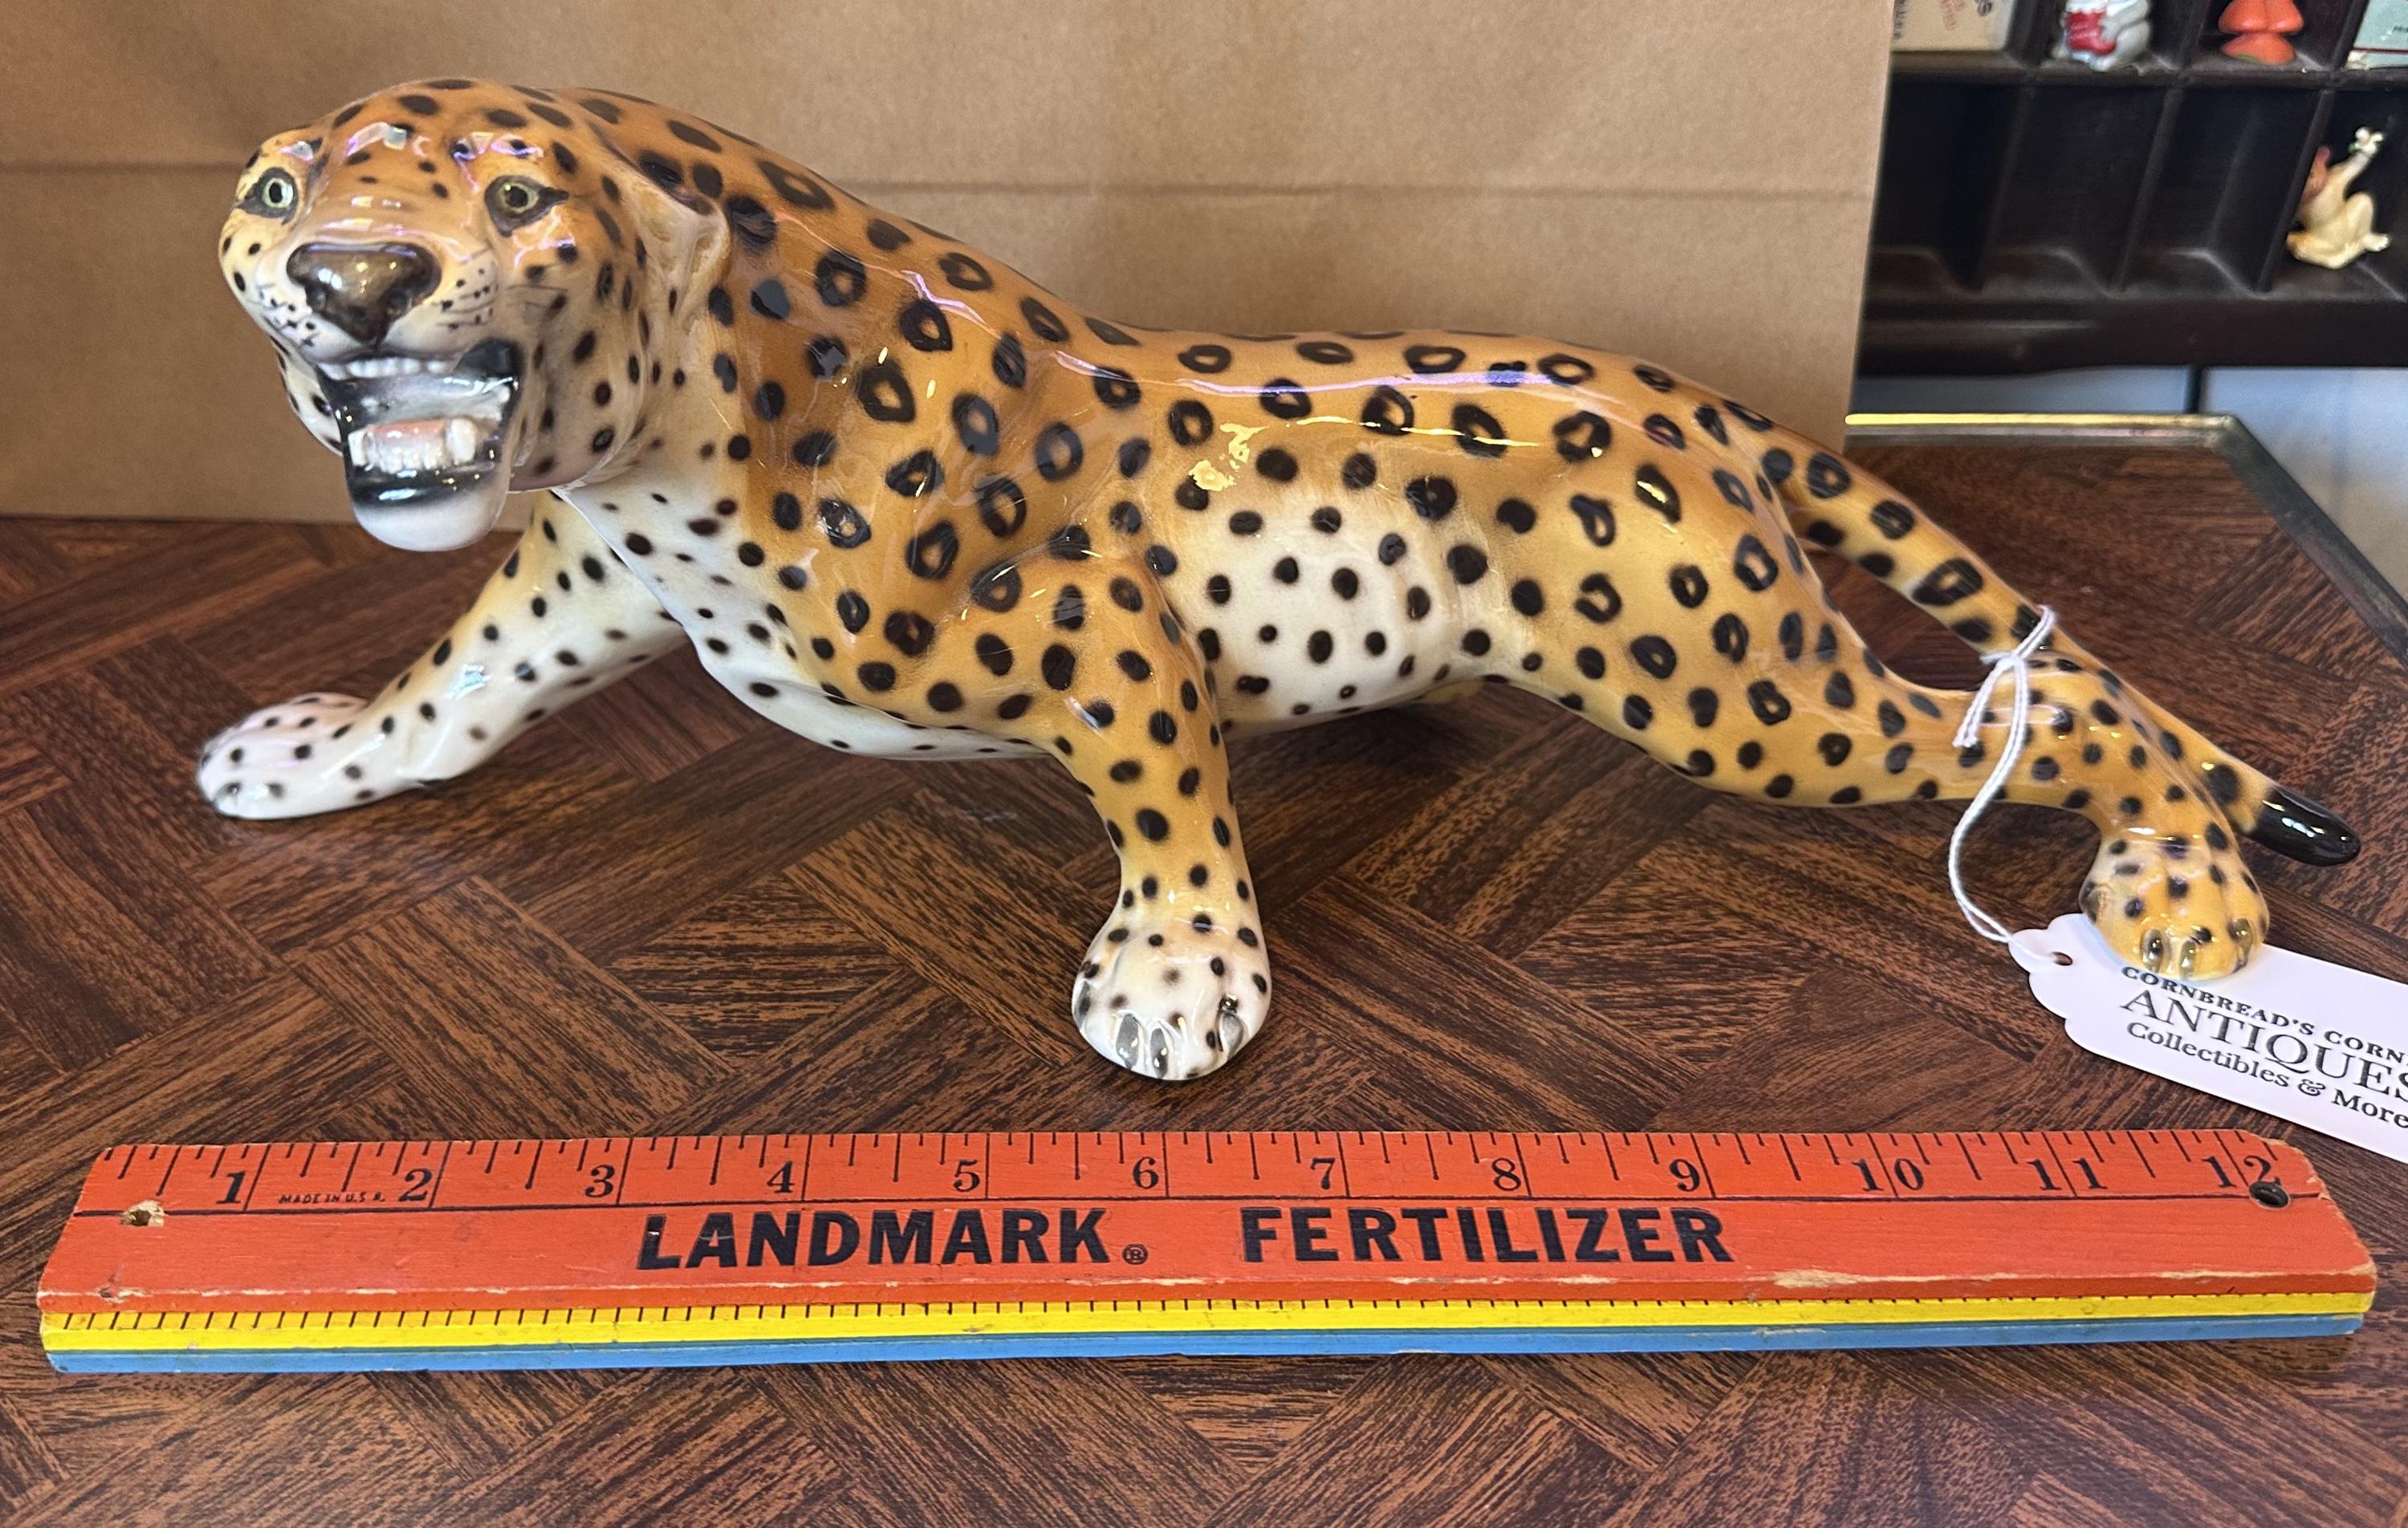 1 2 3 4 5 6 7 8 9 10 11 12
MADE IN U.S.A.
LANDMARK® FERTILIZER
CORNBREAD'S CORN
ANTIQUES
Collectibles & More